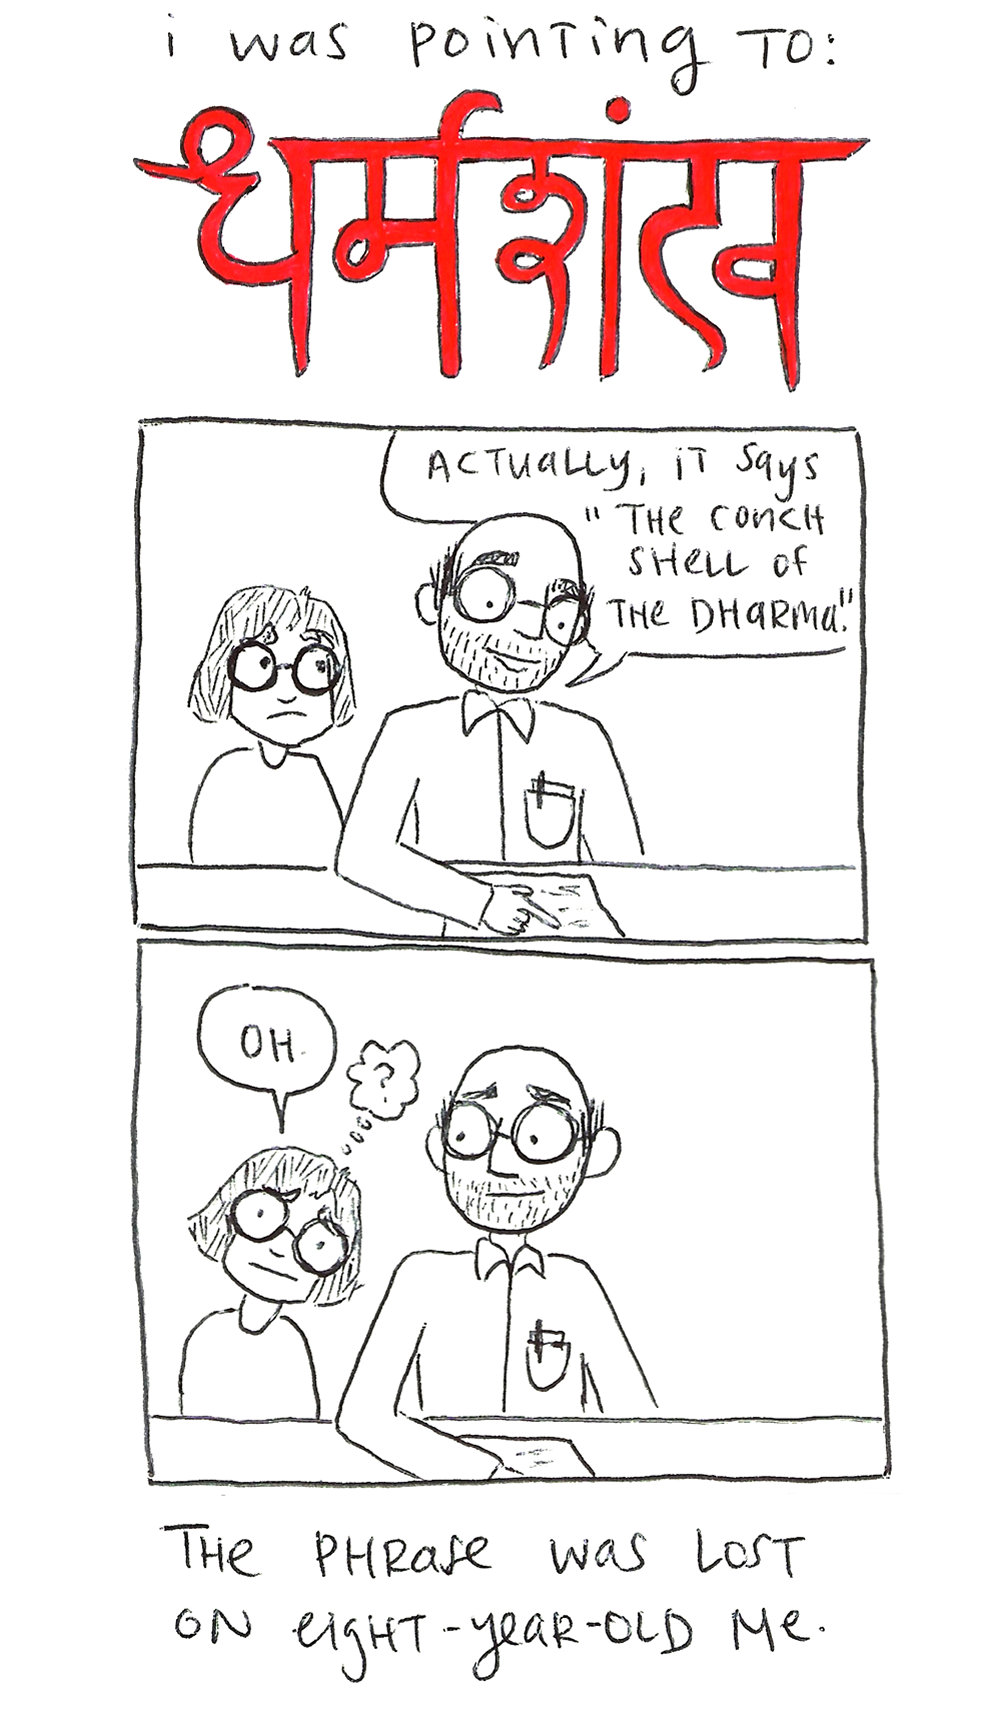 i was pointing to:
धर्मशंख
Actually, it says
"The conch
shell of
the Dharma."
OH
?
The phrase was lost
on eight-year-old me.